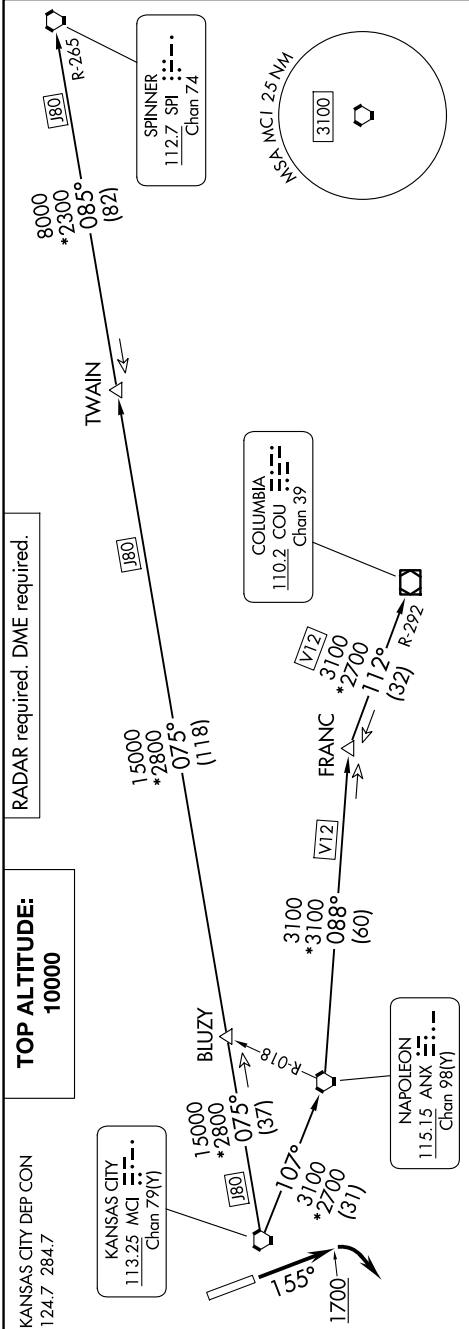 KANSAS CITY DEP CON
124.7 284.7
TOP ALTITUDE:
10000
RADAR required. DME required.
KANSAS CITY
113.25 MCI
Chan 79(Y)
J80
15000
*2800
075°
(37)
BLUZY
15000
*2800
075°
(118)
J80
TWAIN
8000
*2300
085°
(82)
J80
R-265
SPINNER
112.7 SPI
Chan 74
MSA MCI 25 NM
3100
155°
1700
107°
3100
*2700
(31)
R-018
NAPOLEON
115.15 ANX
Chan 98(Y)
3100
*3100
088°
(60)
V12
FRANC
V12
3100
*2700
112°
(32)
R-292
COLUMBIA
110.2 COU
Chan 39